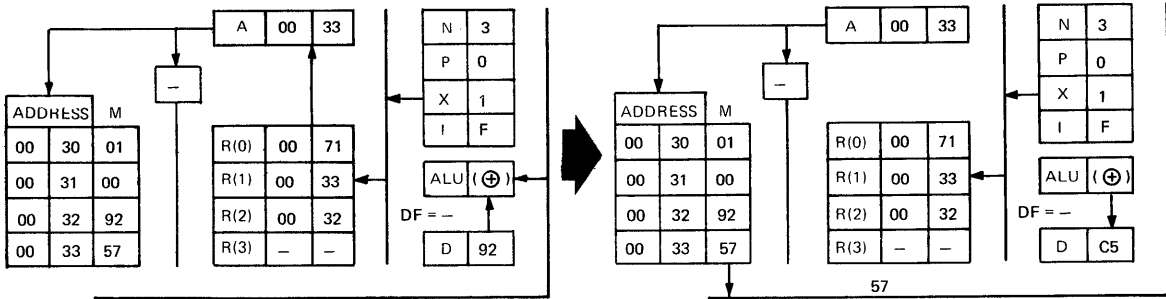 A 00 33
N 3
P 0
X 1
I F
–
ADDRESS M
00 30 01
00 31 00
00 32 92
00 33 57
R(0) 00 71
R(1) 00 33
R(2) 00 32
R(3) – –
ALU (⊕)
DF = –
D 92
A 00 33
N 3
P 0
X 1
I F
–
ADDRESS M
00 30 01
00 31 00
00 32 92
00 33 57
R(0) 00 71
R(1) 00 33
R(2) 00 32
R(3) – –
ALU (⊕)
DF = –
D C5
57